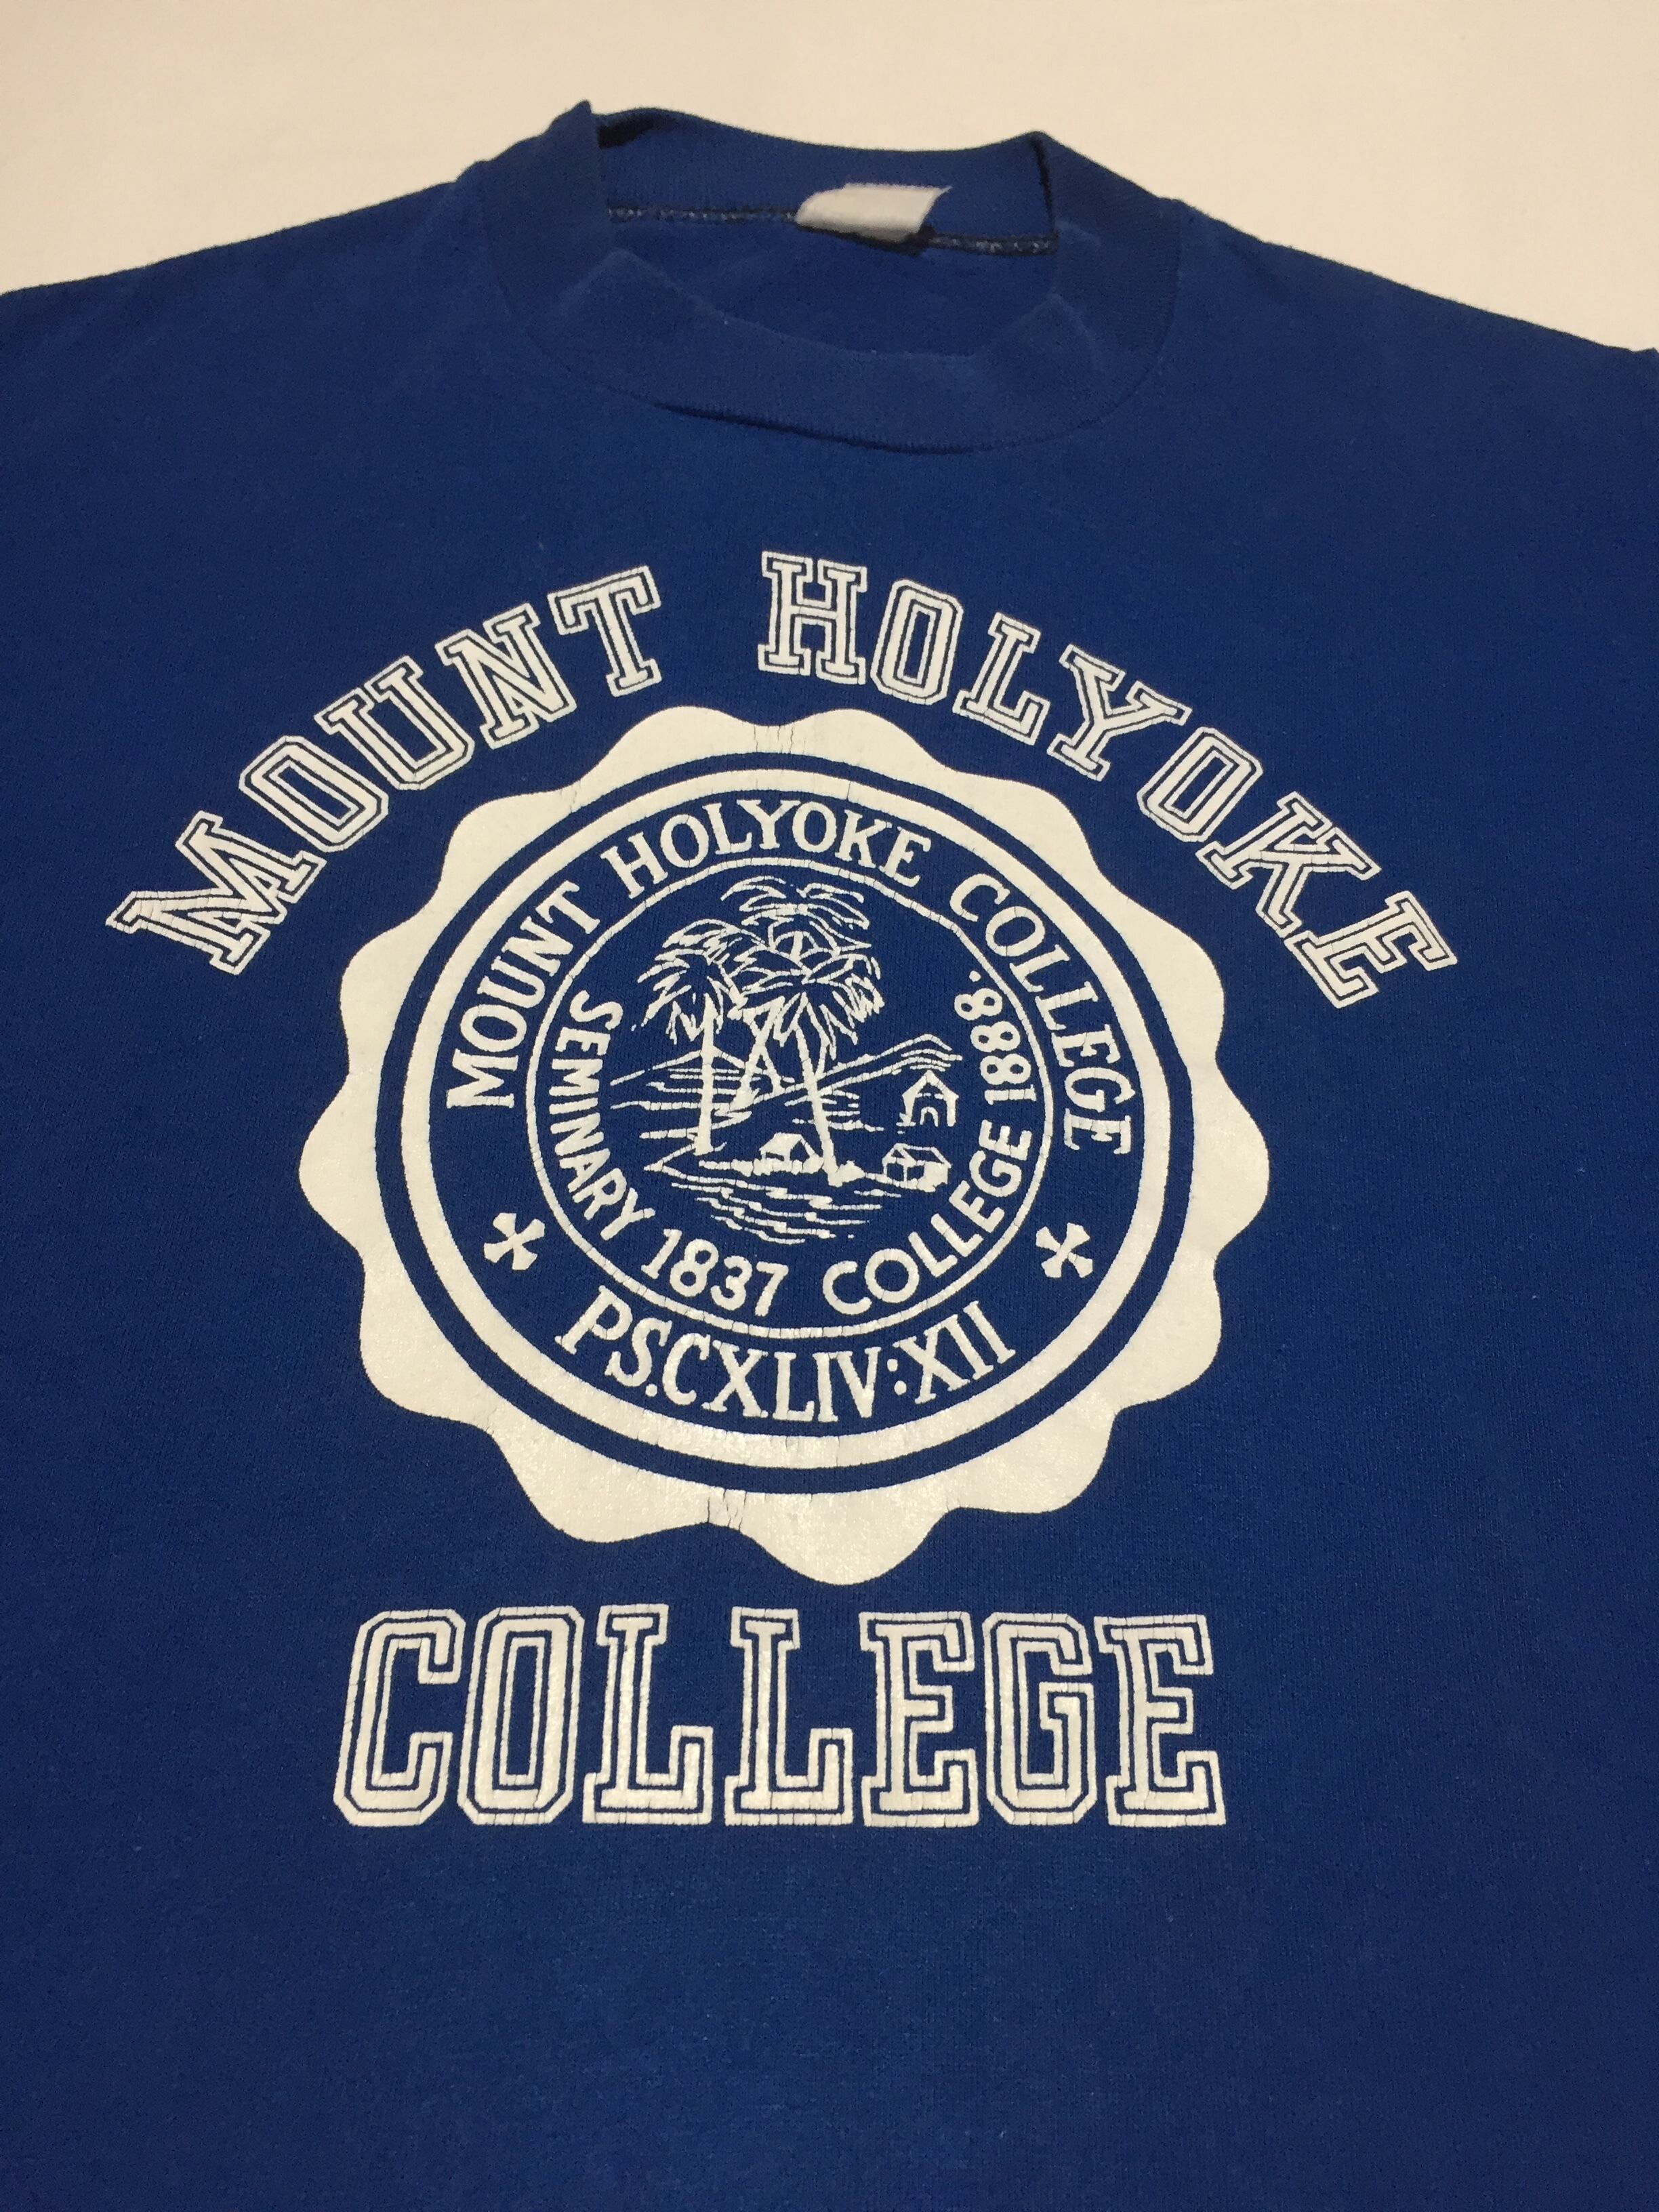 MOUNT HOLYOKE
MOUNT HOLYOKE COLLEGE
SEMINARY 1837 COLLEGE 1888.
PS.CXLIV:XII
COLLEGE